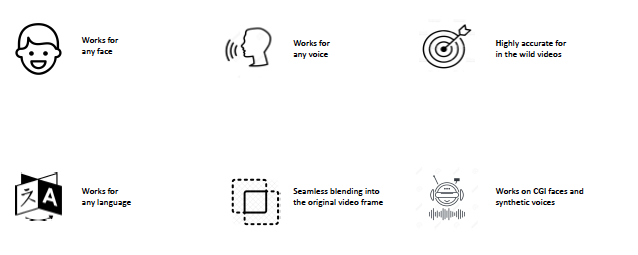 Works for
any face
Works for
any voice
Highly accurate for
in the wild videos
A
Works for
any language
Seamless blending into
the original video frame
Works on CGI faces and
synthetic voices